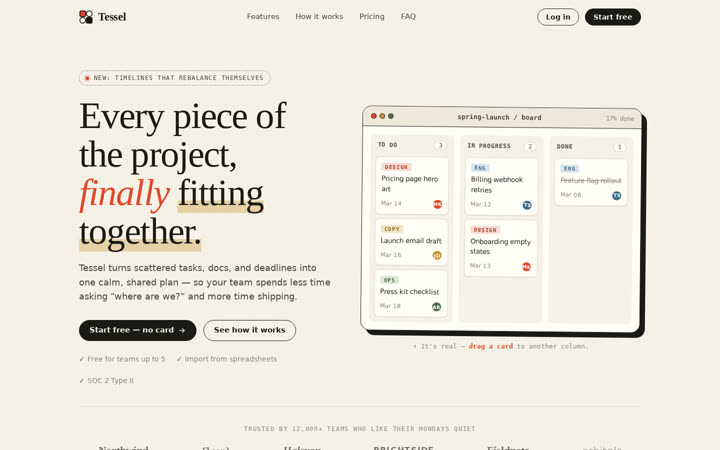 Tessel
Features How it works Pricing FAQ
Log in
Start free
NEW: TIMELINES THAT REBALANCE THEMSELVES
Every piece of
the project,
finally fitting
together.
Tessel turns scattered tasks, docs, and deadlines into
one calm, shared plan — so your team spends less time
asking “where are we?” and more time shipping.
Start free — no card →
See how it works
✓ Free for teams up to 5 ✓ Import from spreadsheets
✓ SOC 2 Type II
spring-launch / board
17% done
TO DO 3
DESIGN
Pricing page hero
art
Mar 14 MK
COPY
Launch email draft
Mar 16
OPS
Press kit checklist
Mar 18 AR
IN PROGRESS 2
ENG
Billing webhook
retries
Mar 12 TS
DESIGN
Onboarding empty
states
Mar 13 MK
DONE 1
ENG
Feature flag rollout
Mar 08 TS
↑ It's real — drag a card to another column.
TRUSTED BY 12,000+ TEAMS WHO LIKE THEIR MONDAYS QUIET
Northwind
Halcyon
BRIGHTSIDE